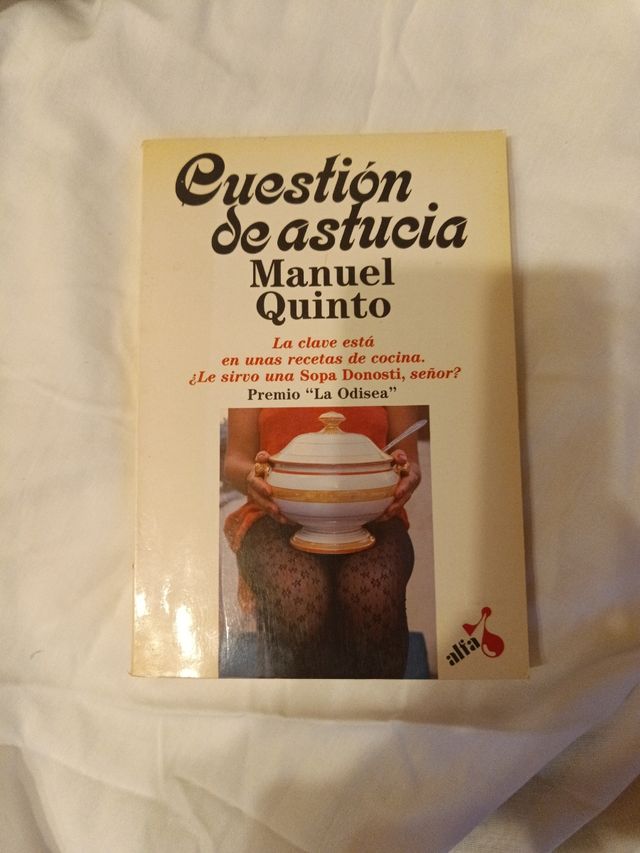 Cuestión
de astucia
Manuel
Quinto
La clave está
en unas recetas de cocina.
¿Le sirvo una Sopa Donosti, señor?
Premio “La Odisea”
alfa 7